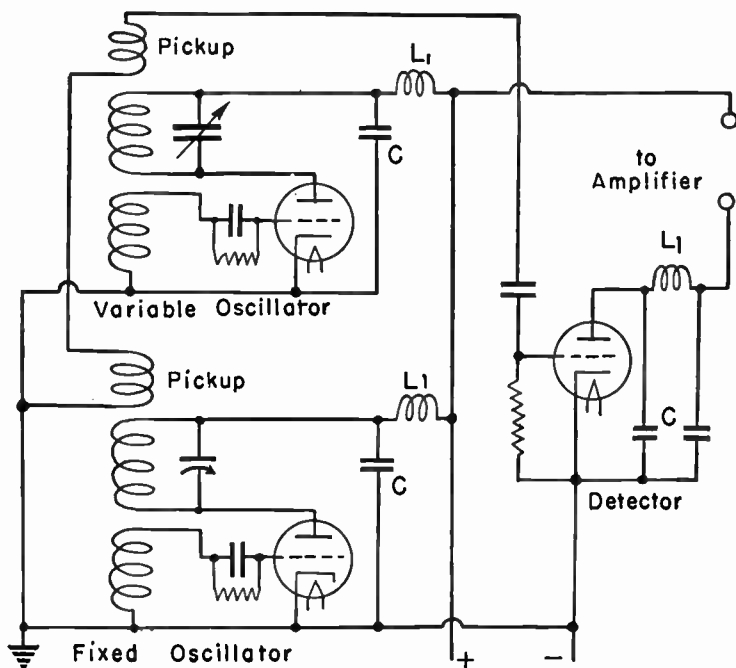 Pickup
L₁
C
to
Amplifier
L1
Variable Oscillator
Pickup
L1
C
C
Detector
Fixed Oscillator
+ −